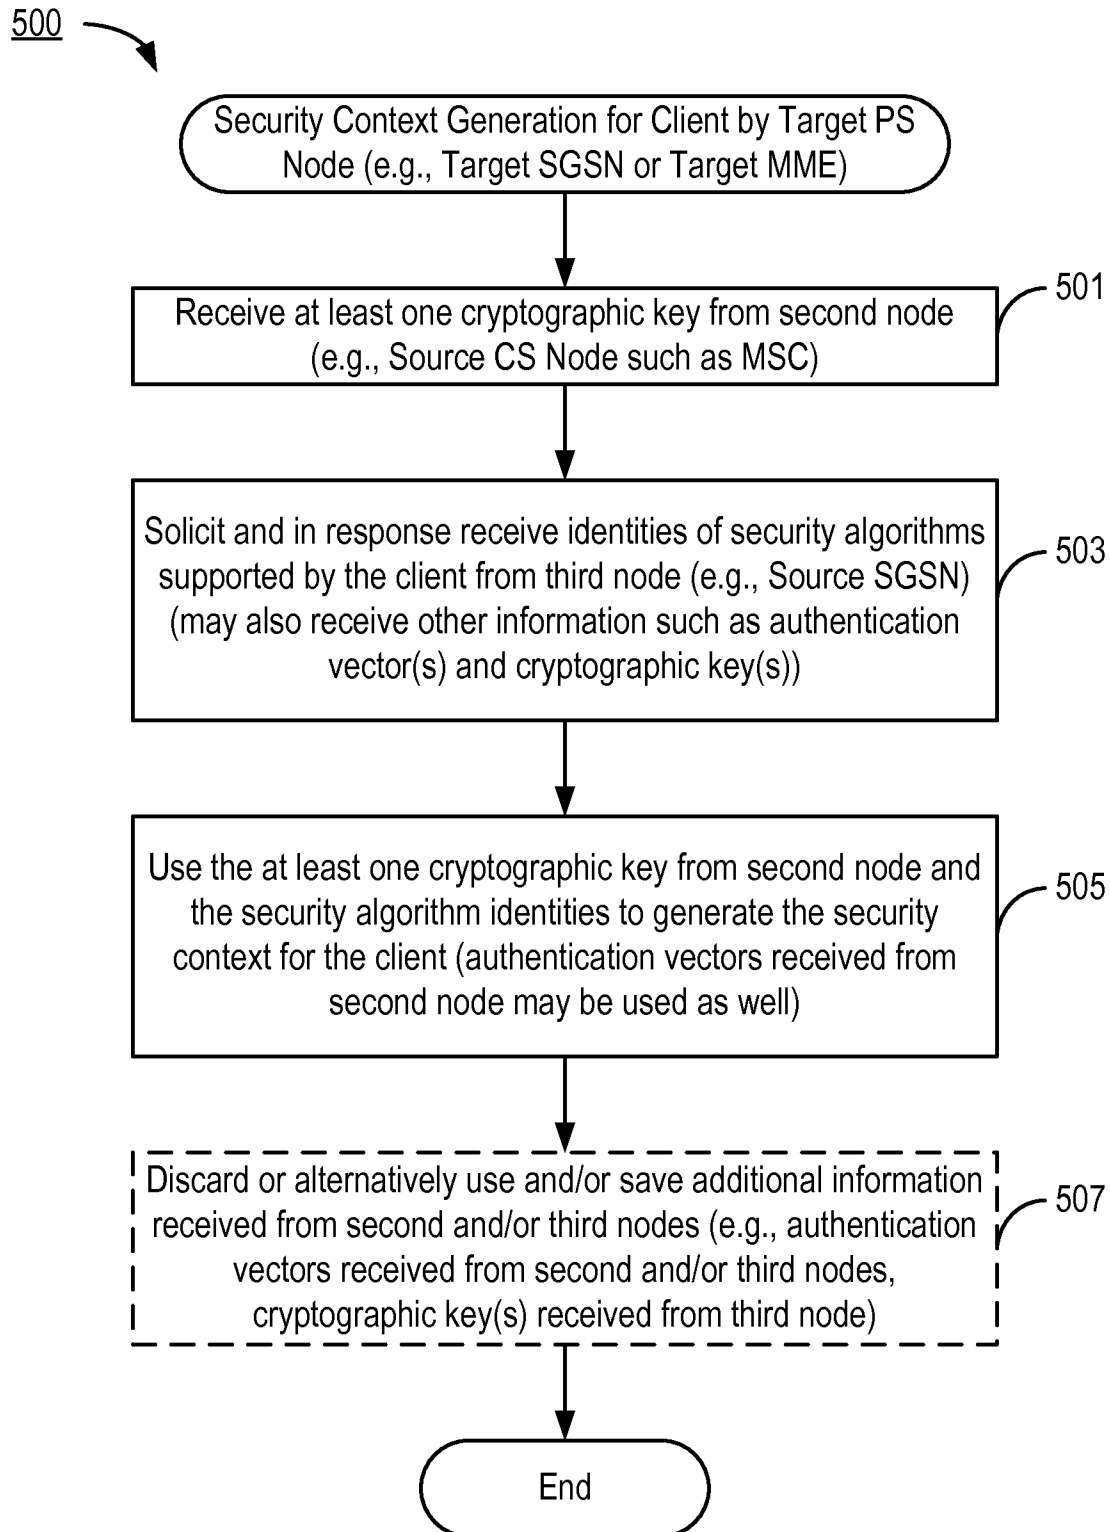 500
Security Context Generation for Client by Target PS
Node (e.g., Target SGSN or Target MME)
501
Receive at least one cryptographic key from second node
(e.g., Source CS Node such as MSC)
503
Solicit and in response receive identities of security algorithms
supported by the client from third node (e.g., Source SGSN)
(may also receive other information such as authentication
vector(s) and cryptographic key(s))
505
Use the at least one cryptographic key from second node and
the security algorithm identities to generate the security
context for the client (authentication vectors received from
second node may be used as well)
507
Discard or alternatively use and/or save additional information
received from second and/or third nodes (e.g., authentication
vectors received from second and/or third nodes,
cryptographic key(s) received from third node)
End